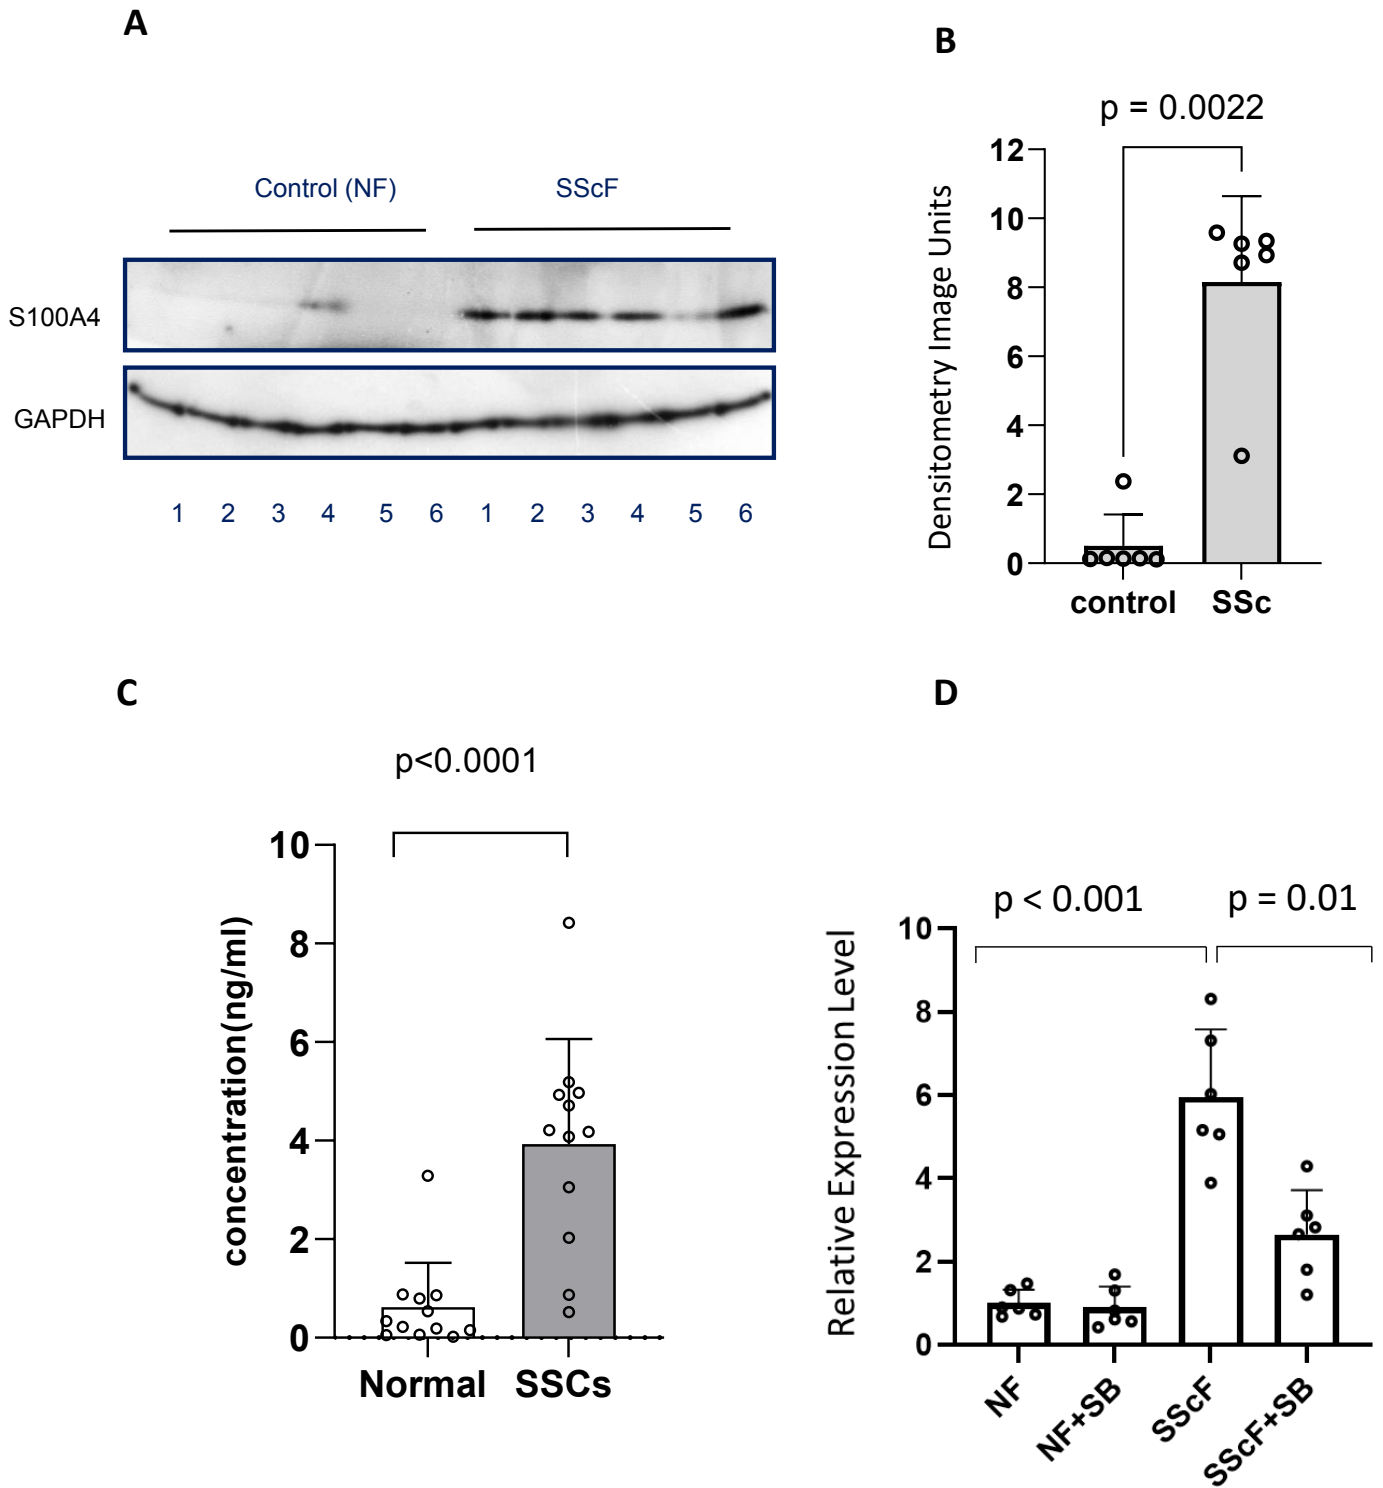 A
Control (NF) SScF
S100A4
GAPDH
1 2 3 4 5 6 1 2 3 4 5 6
B
p = 0.0022
Densitometry Image Units
12
10
8
6
4
2
0
control SSc
C
p<0.0001
concentration(ng/ml)
10
8
6
4
2
0
Normal SSCs
D
p < 0.001 p = 0.01
Relative Expression Level
10
8
6
4
2
0
NF
NF+SB
SScF
SScF+SB